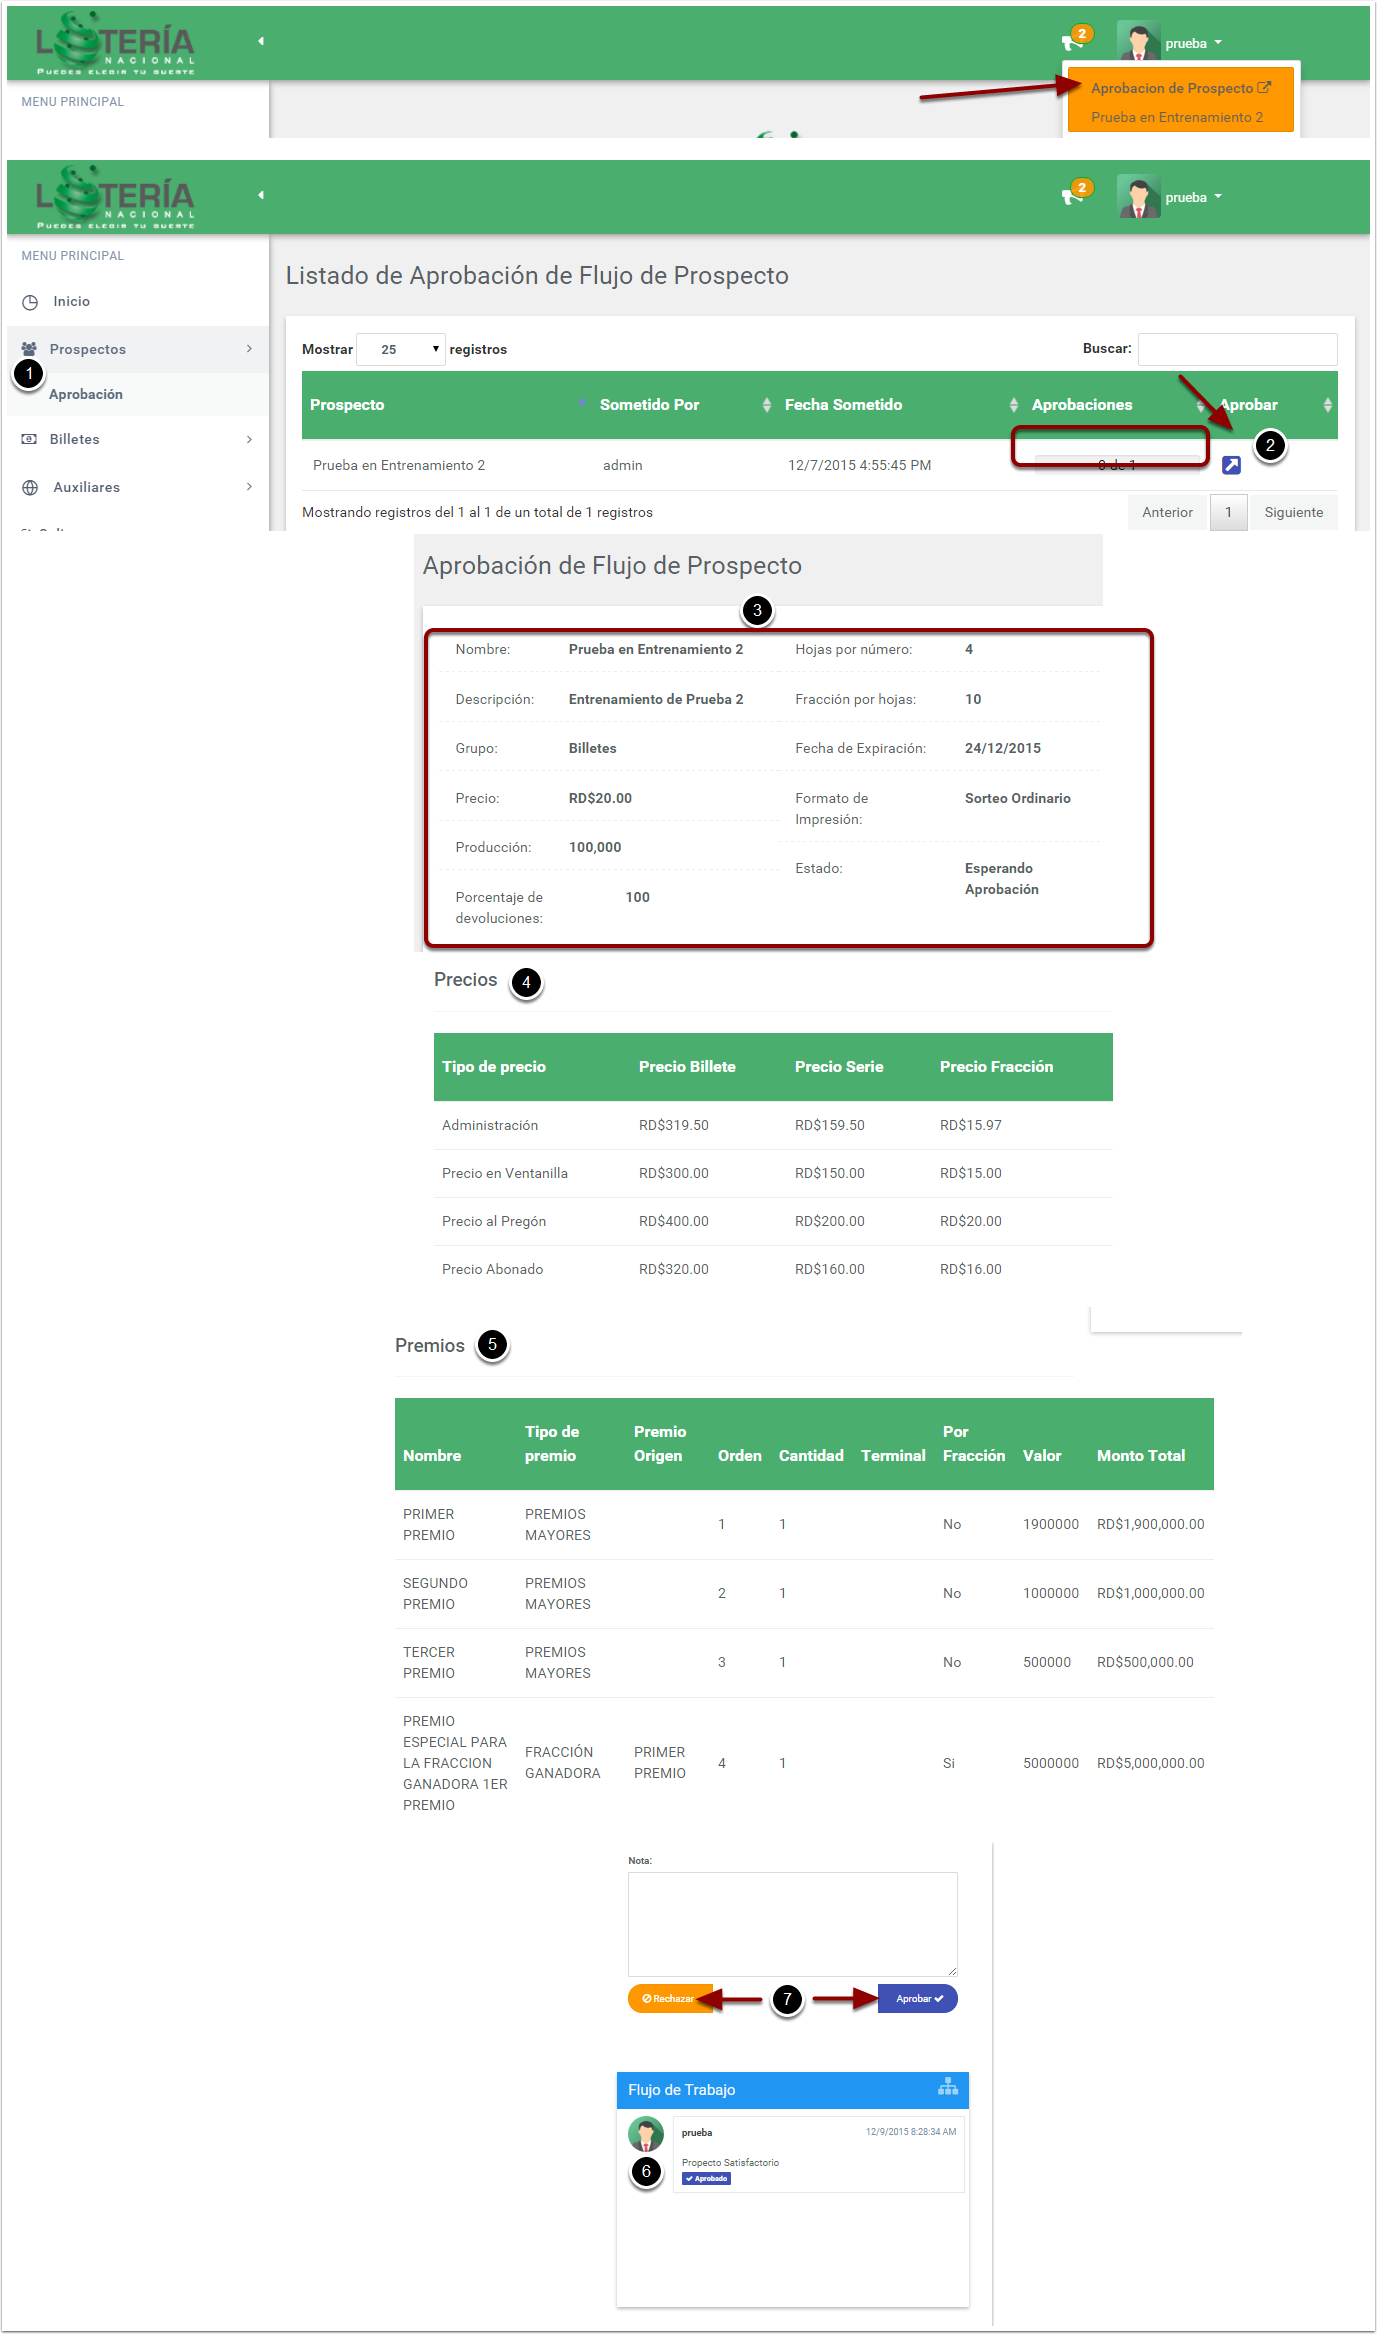 LOTERÍA
NACIONAL
PUEDES ELEGIR TU SUERTE
2
prueba
MENU PRINCIPAL
Aprobacion de Prospecto
Prueba en Entrenamiento 2
LOTERÍA
NACIONAL
PUEDES ELEGIR TU SUERTE
2
prueba
MENU PRINCIPAL
Inicio
Prospectos
1
Aprobación
Billetes
Auxiliares
Listado de Aprobación de Flujo de Prospecto
Mostrar 25 registros
Buscar:
Prospecto Sometido Por Fecha Sometido Aprobaciones Aprobar
2
Prueba en Entrenamiento 2 admin 12/7/2015 4:55:45 PM 0 de 1
Mostrando registros del 1 al 1 de un total de 1 registros
Anterior 1 Siguiente
Aprobación de Flujo de Prospecto
3
Nombre: Prueba en Entrenamiento 2 Hojas por número: 4
Descripción: Entrenamiento de Prueba 2 Fracción por hojas: 10
Grupo: Billetes Fecha de Expiración: 24/12/2015
Precio: RD$20.00 Formato de Sorteo Ordinario
Impresión:
Producción: 100,000
Estado: Esperando
Aprobación
Porcentaje de 100
devoluciones:
Precios 4
Tipo de precio Precio Billete Precio Serie Precio Fracción
Administración RD$319.50 RD$159.50 RD$15.97
Precio en Ventanilla RD$300.00 RD$150.00 RD$15.00
Precio al Pregón RD$400.00 RD$200.00 RD$20.00
Precio Abonado RD$320.00 RD$160.00 RD$16.00
Premios 5
Tipo de Premio Por
Nombre premio Origen Orden Cantidad Terminal Fracción Valor Monto Total
PRIMER PREMIOS
1 1 No 1900000 RD$1,900,000.00
PREMIO MAYORES
SEGUNDO PREMIOS
2 1 No 1000000 RD$1,000,000.00
PREMIO MAYORES
TERCER PREMIOS
3 1 No 500000 RD$500,000.00
PREMIO MAYORES
PREMIO
ESPECIAL PARA
FRACCIÓN PRIMER
LA FRACCION 4 1 Si 5000000 RD$5,000,000.00
GANADORA PREMIO
GANADORA 1ER
PREMIO
Nota:
Rechazar 7 Aprobar
Flujo de Trabajo
prueba 12/9/2015 8:28:34 AM
Propecto Satisfactorio
6
Aprobado